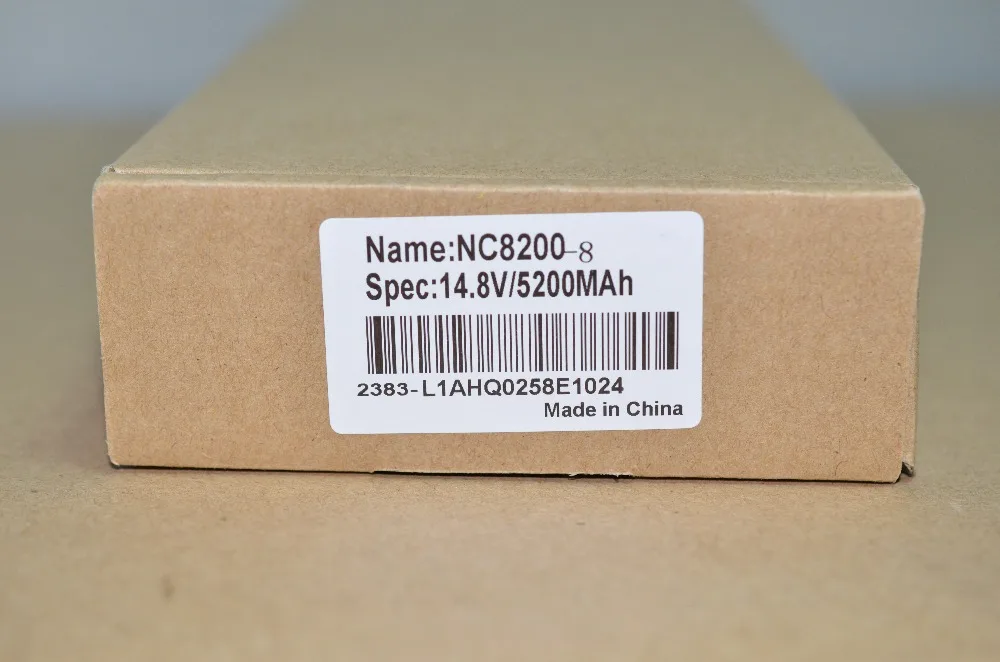 Name:NC8200-8
Spec:14.8V/5200MAh
2383-L1AHQ0258E1024
Made in China